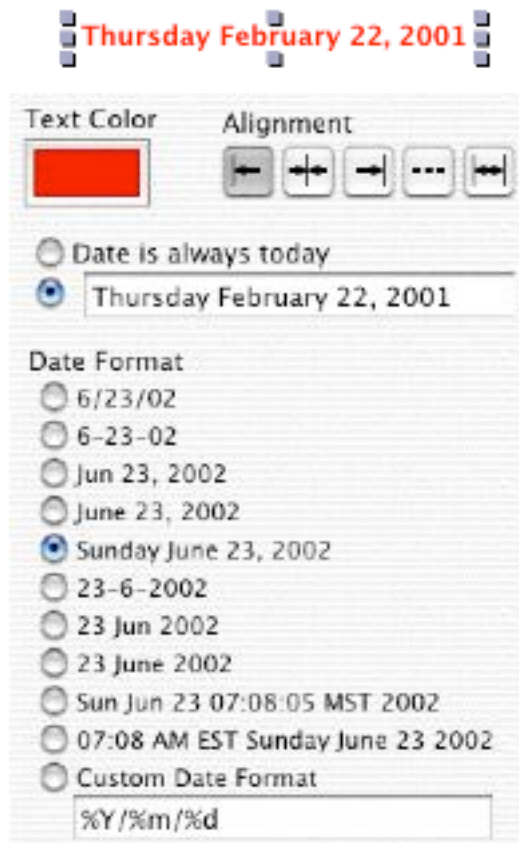 Thursday February 22, 2001
Text Color
Alignment
Date is always today
Thursday February 22, 2001
Date Format
6/23/02
6-23-02
Jun 23, 2002
June 23, 2002
Sunday June 23, 2002
23-6-2002
23 Jun 2002
23 June 2002
Sun Jun 23 07:08:05 MST 2002
07:08 AM EST Sunday June 23 2002
Custom Date Format
%Y/%m/%d